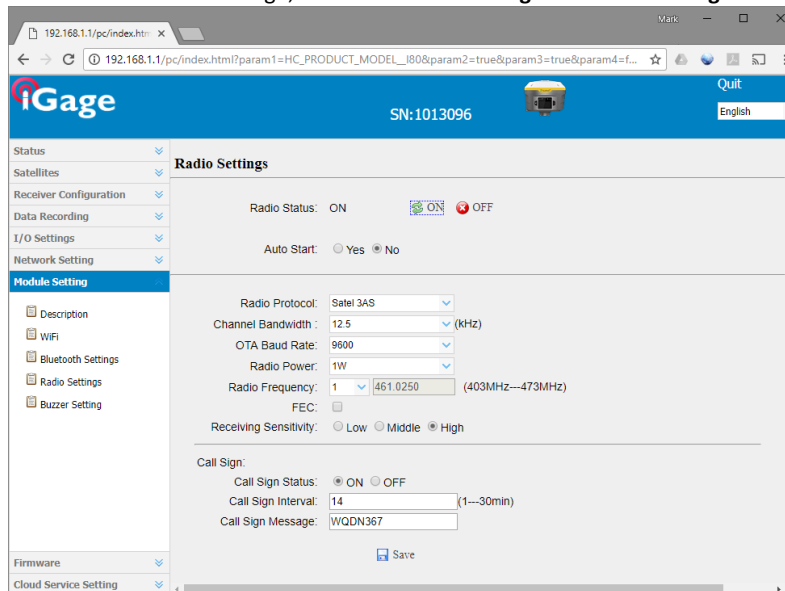 Mark
192.168.1.1/pc/index.htm
192.168.1.1/pc/index.html?param1=HC_PRODUCT_MODEL__I80&param2=true&param3=true&param4=f...
iGage
SN:1013096
Quit
English
Status
Satellites
Receiver Configuration
Data Recording
I/O Settings
Network Setting
Module Setting
Description
WiFi
Bluetooth Settings
Radio Settings
Buzzer Setting
Firmware
Cloud Service Setting
Radio Settings
Radio Status: ON ON OFF
Auto Start: Yes No
Radio Protocol: Satel 3AS
Channel Bandwidth : 12.5 (kHz)
OTA Baud Rate: 9600
Radio Power: 1W
Radio Frequency: 1 461.0250 (403MHz---473MHz)
FEC:
Receiving Sensitivity: Low Middle High
Call Sign:
Call Sign Status: ON OFF
Call Sign Interval: 14 (1---30min)
Call Sign Message: WQDN367
Save